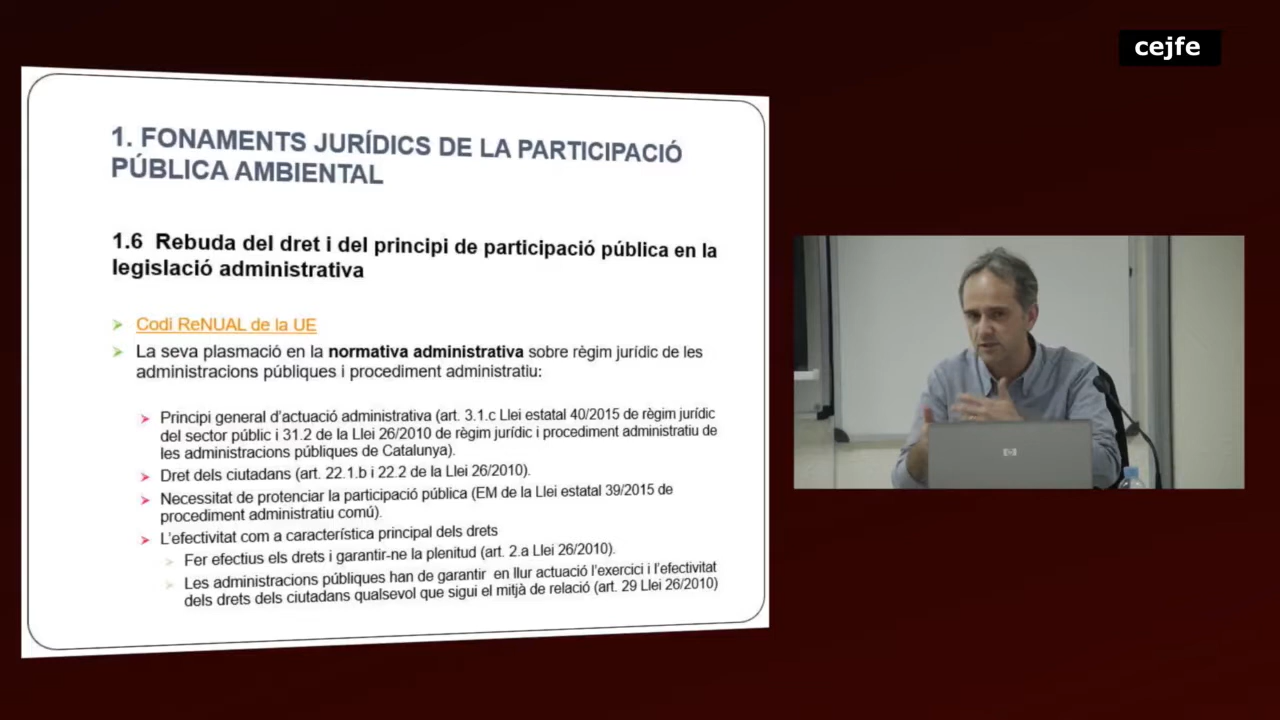 cejfe
1. FONAMENTS JURÍDICS DE LA PARTICIPACIÓ
PÚBLICA AMBIENTAL
1.6 Rebuda del dret i del principi de participació pública en la
legislació administrativa
Codi ReNUAL de la UE
La seva plasmació en la normativa administrativa sobre règim jurídic de les
administracions públiques i procediment administratiu:
Principi general d'actuació administrativa (art. 3.1.c Llei estatal 40/2015 de règim jurídic
del sector públic i 31.2 de la Llei 26/2010 de règim jurídic i procediment administratiu de
les administracions públiques de Catalunya).
Dret dels ciutadans (art. 22.1.b i 22.2 de la Llei 26/2010).
Necessitat de protenciar la participació pública (EM de la Llei estatal 39/2015 de
procediment administratiu comú).
L'efectivitat com a característica principal dels drets
Fer efectius els drets i garantir-ne la plenitud (art. 2.a Llei 26/2010).
Les administracions públiques han de garantir en llur actuació l'exercici i l'efectivitat
dels drets dels ciutadans qualsevol que sigui el mitjà de relació (art. 29 Llei 26/2010)
hp